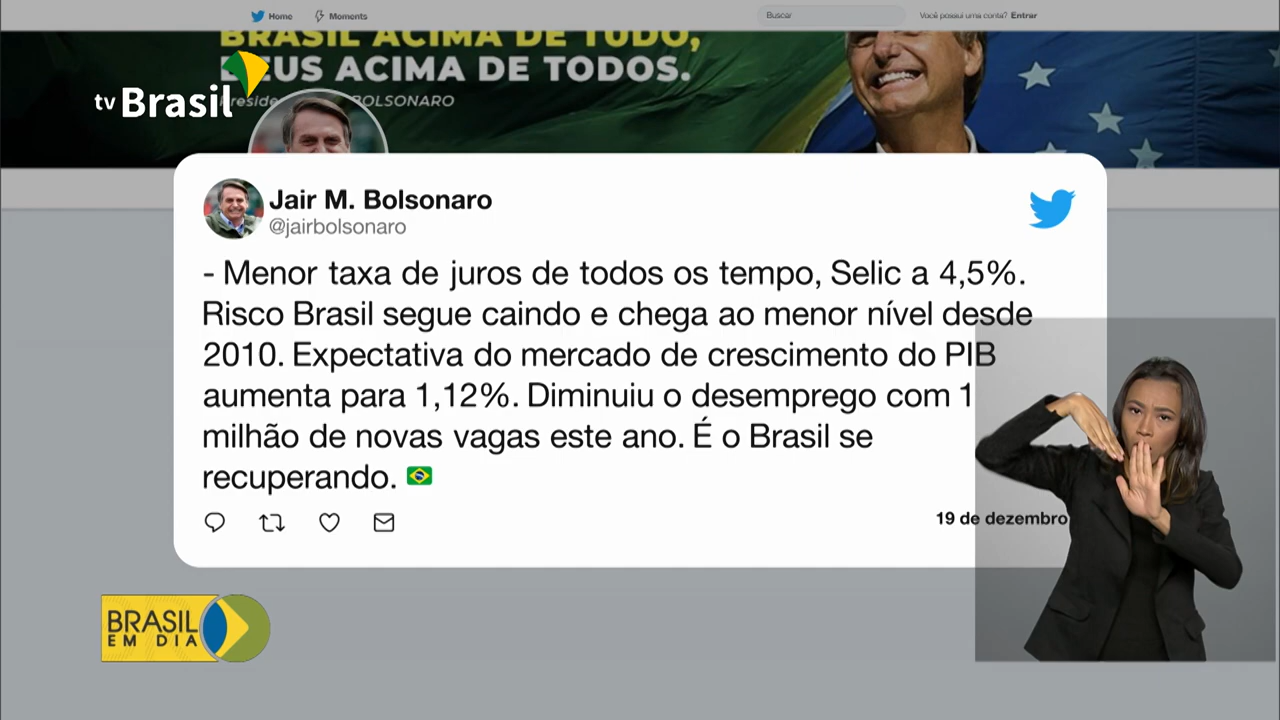 Home
Moments
Buscar
Você possui uma conta? Entrar
BRASIL ACIMA DE TUDO,
DEUS ACIMA DE TODOS.
BOLSONARO
tv Brasil
Jair M. Bolsonaro
@jairbolsonaro
- Menor taxa de juros de todos os tempo, Selic a 4,5%.
Risco Brasil segue caindo e chega ao menor nível desde
2010. Expectativa do mercado de crescimento do PIB
aumenta para 1,12%. Diminuiu o desemprego com 1
milhão de novas vagas este ano. É o Brasil se
recuperando.
19 de dezembro
BRASIL
EM DIA